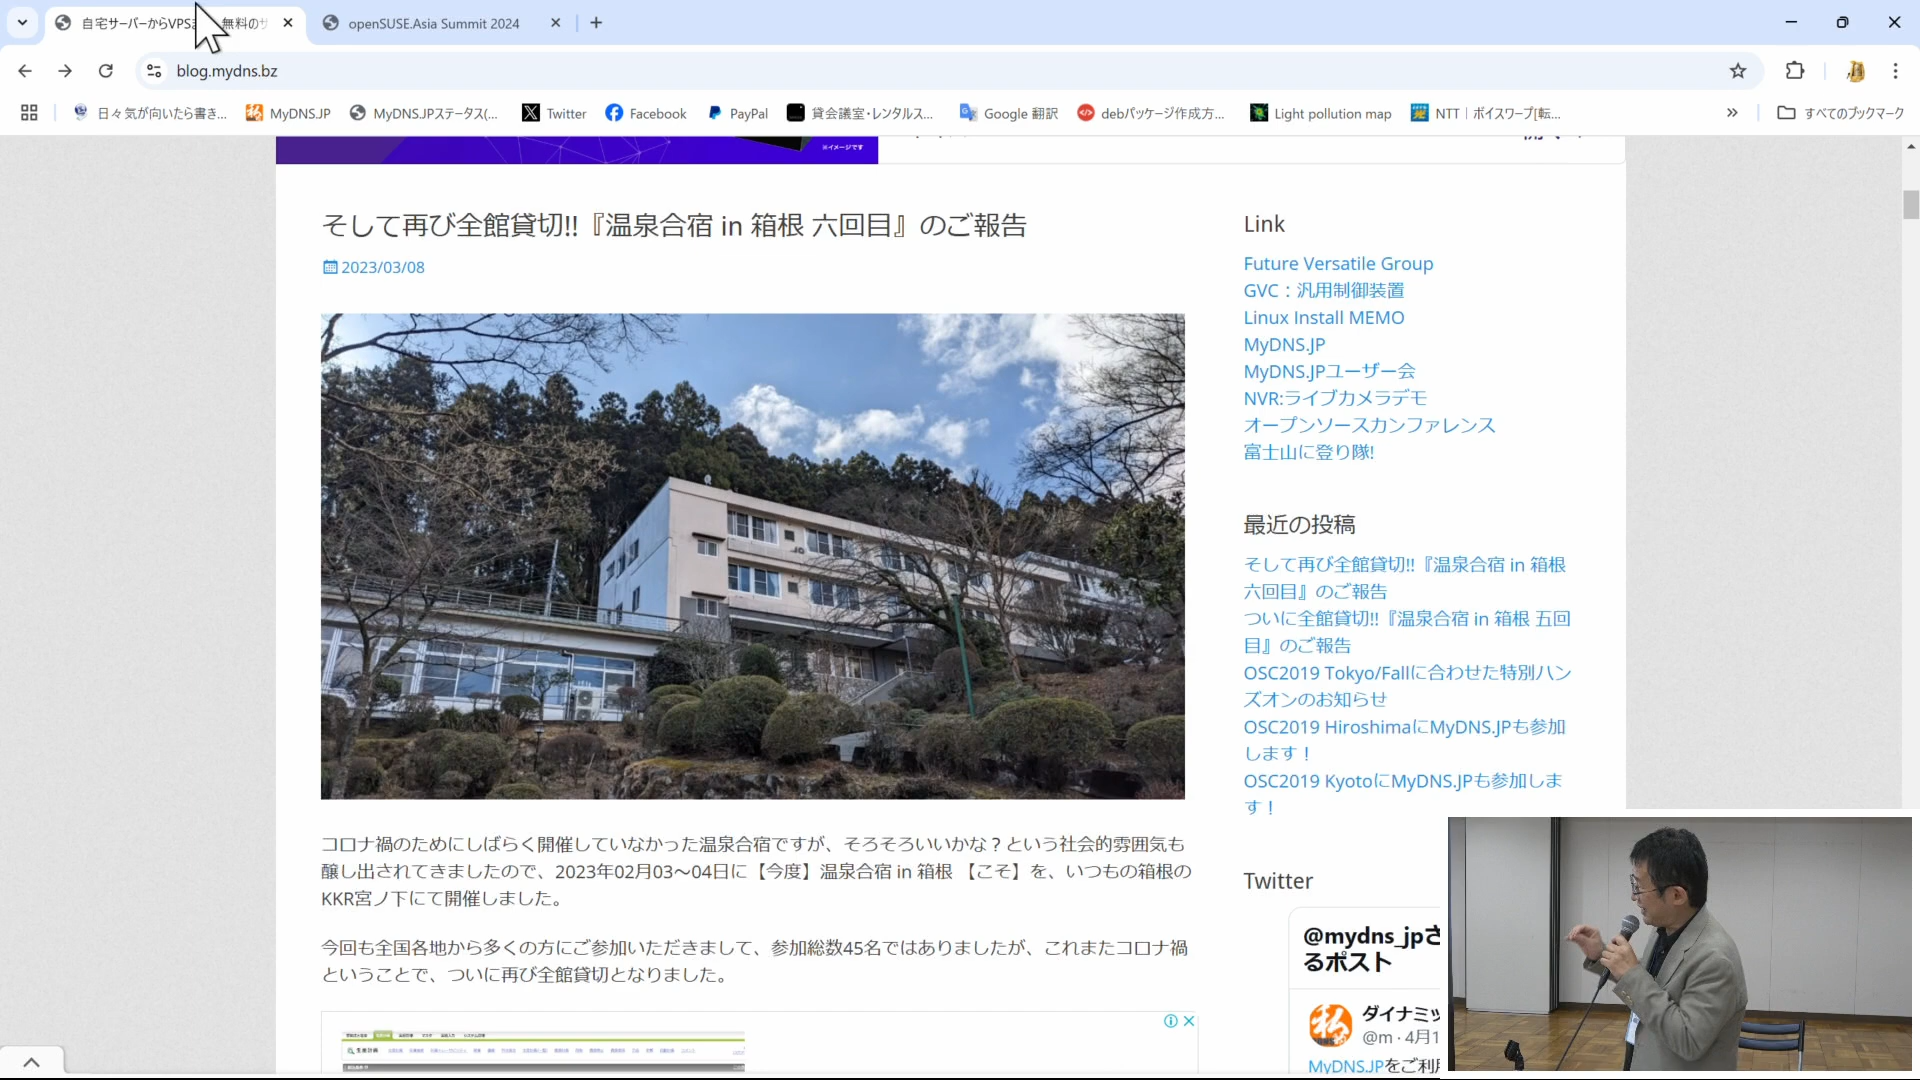 自宅サーバーからVPSま
無料のサ
openSUSE.Asia Summit 2024
blog.mydns.bz
日々 気が向いたら書き...
MyDNS.JP
MyDNS.JPステータス(...
Twitter
Facebook
PayPal
貸会議室・レンタルス...
Google 翻訳
debパッケージ作成方...
Light pollution map
NTT｜ボイスワープ[転...
すべてのブックマーク
※イメージです
そして再び全館貸切!!『温泉合宿 in 箱根 六回目』のご報告
2023/03/08
コロナ禍のためにしばらく開催していなかった温泉合宿ですが、そろそろいいかな？という社会的雰囲気も
醸し出されてきましたので、2023年02月03～04日に【今度】温泉合宿 in 箱根 【こそ】を、いつもの箱根の
KKR宮ノ下にて開催しました。
今回も全国各地から多くの方にご参加いただきまして、参加総数45名ではありましたが、これまたコロナ禍
ということで、ついに再び全館貸切となりました。
Link
Future Versatile Group
GVC：汎用制御装置
Linux Install MEMO
MyDNS.JP
MyDNS.JPユーザー会
NVR:ライブカメラデモ
オープンソースカンファレンス
富士山に登り隊!
最近の投稿
そして再び全館貸切!!『温泉合宿 in 箱根
六回目』のご報告
ついに全館貸切!!『温泉合宿 in 箱根 五回
目』のご報告
OSC2019 Tokyo/Fallに合わせた特別ハン
ズオンのお知らせ
OSC2019 HiroshimaにMyDNS.JPも参加
します！
OSC2019 KyotoにMyDNS.JPも参加しま
す！
Twitter
@mydns_jpさ
るポスト
私
ダイナミッ
@m · 4月1
MyDNS.JPをご利用